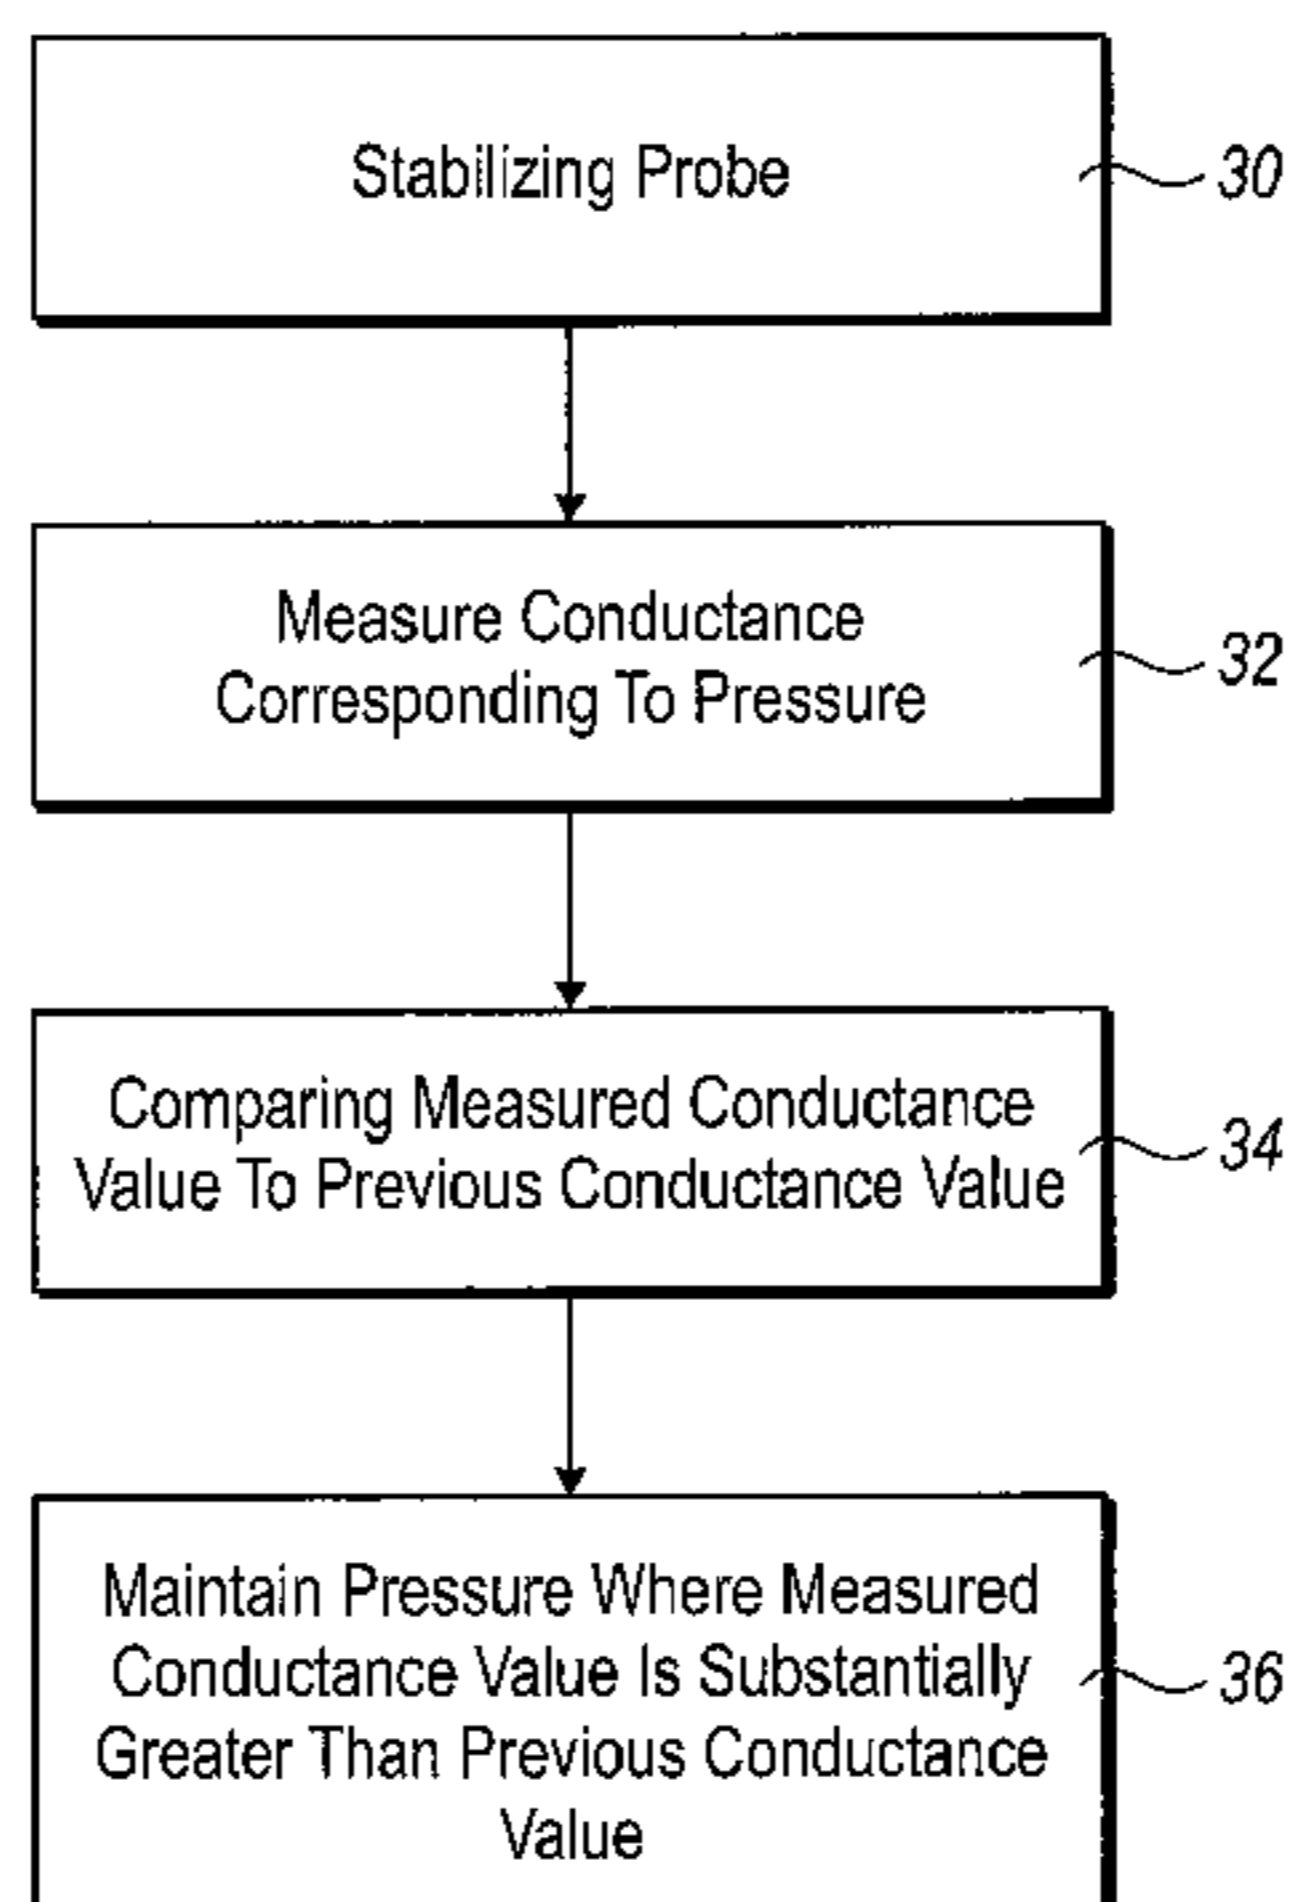 Stabilizing Probe
30
Measure Conductance
Corresponding To Pressure
32
Comparing Measured Conductance
Value To Previous Conductance Value
34
Maintain Pressure Where Measured
Conductance Value Is Substantially
Greater Than Previous Conductance
Value
36